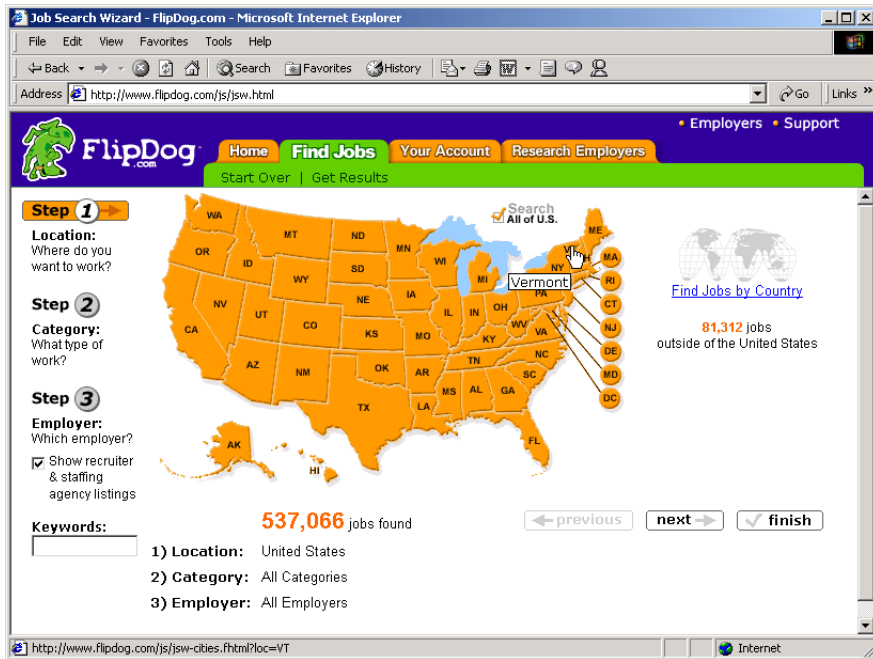 Job Search Wizard - FlipDog.com - Microsoft Internet Explorer
File Edit View Favorites Tools Help
Back Search Favorites History
Address http://www.flipdog.com/js/jsw.html Go Links »
Employers • Support
FlipDog .com Home Find Jobs Your Account Research Employers
Start Over | Get Results
Step 1
Location:
Where do you
want to work?
Step 2
Category:
What type of
work?
Step 3
Employer:
Which employer?
Show recruiter
& staffing
agency listings
Keywords:
Search
All of U.S.
WA
MT
ND
MN
ME
OR
ID
WY
SD
WI
MI
NY
MA
Vermont
RI
NV
UT
NE
IA
IL
IN
OH
PA
CT
CA
CO
KS
MO
KY
WV
VA
NJ
DE
AZ
NM
OK
AR
TN
NC
SC
MD
TX
LA
MS
AL
GA
DC
AK
HI
FL
Find Jobs by Country
81,312 jobs
outside of the United States
537,066 jobs found
previous next finish
1) Location: United States
2) Category: All Categories
3) Employer: All Employers
http://www.flipdog.com/js/jsw-cities.fhtml?loc=VT Internet